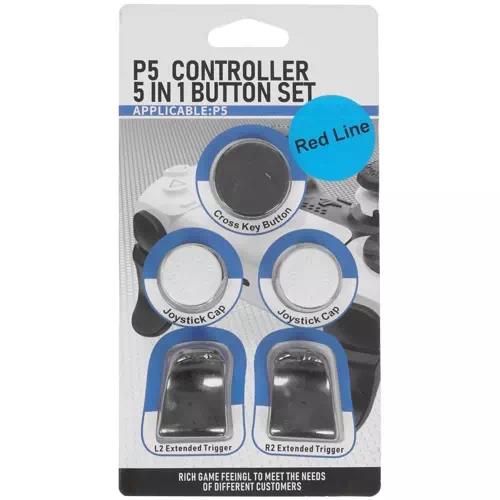 P5 CONTROLLER
5 IN 1 BUTTON SET
APPLICABLE:P5
Red Line
Cross Key Button
Joystick Cap
Joystick Cap
L2 Extended Trigger
R2 Extended Trigger
RICH GAME FEEINGL TO MEET THE NEEDS
OF DIFFERENT CUSTOMERS